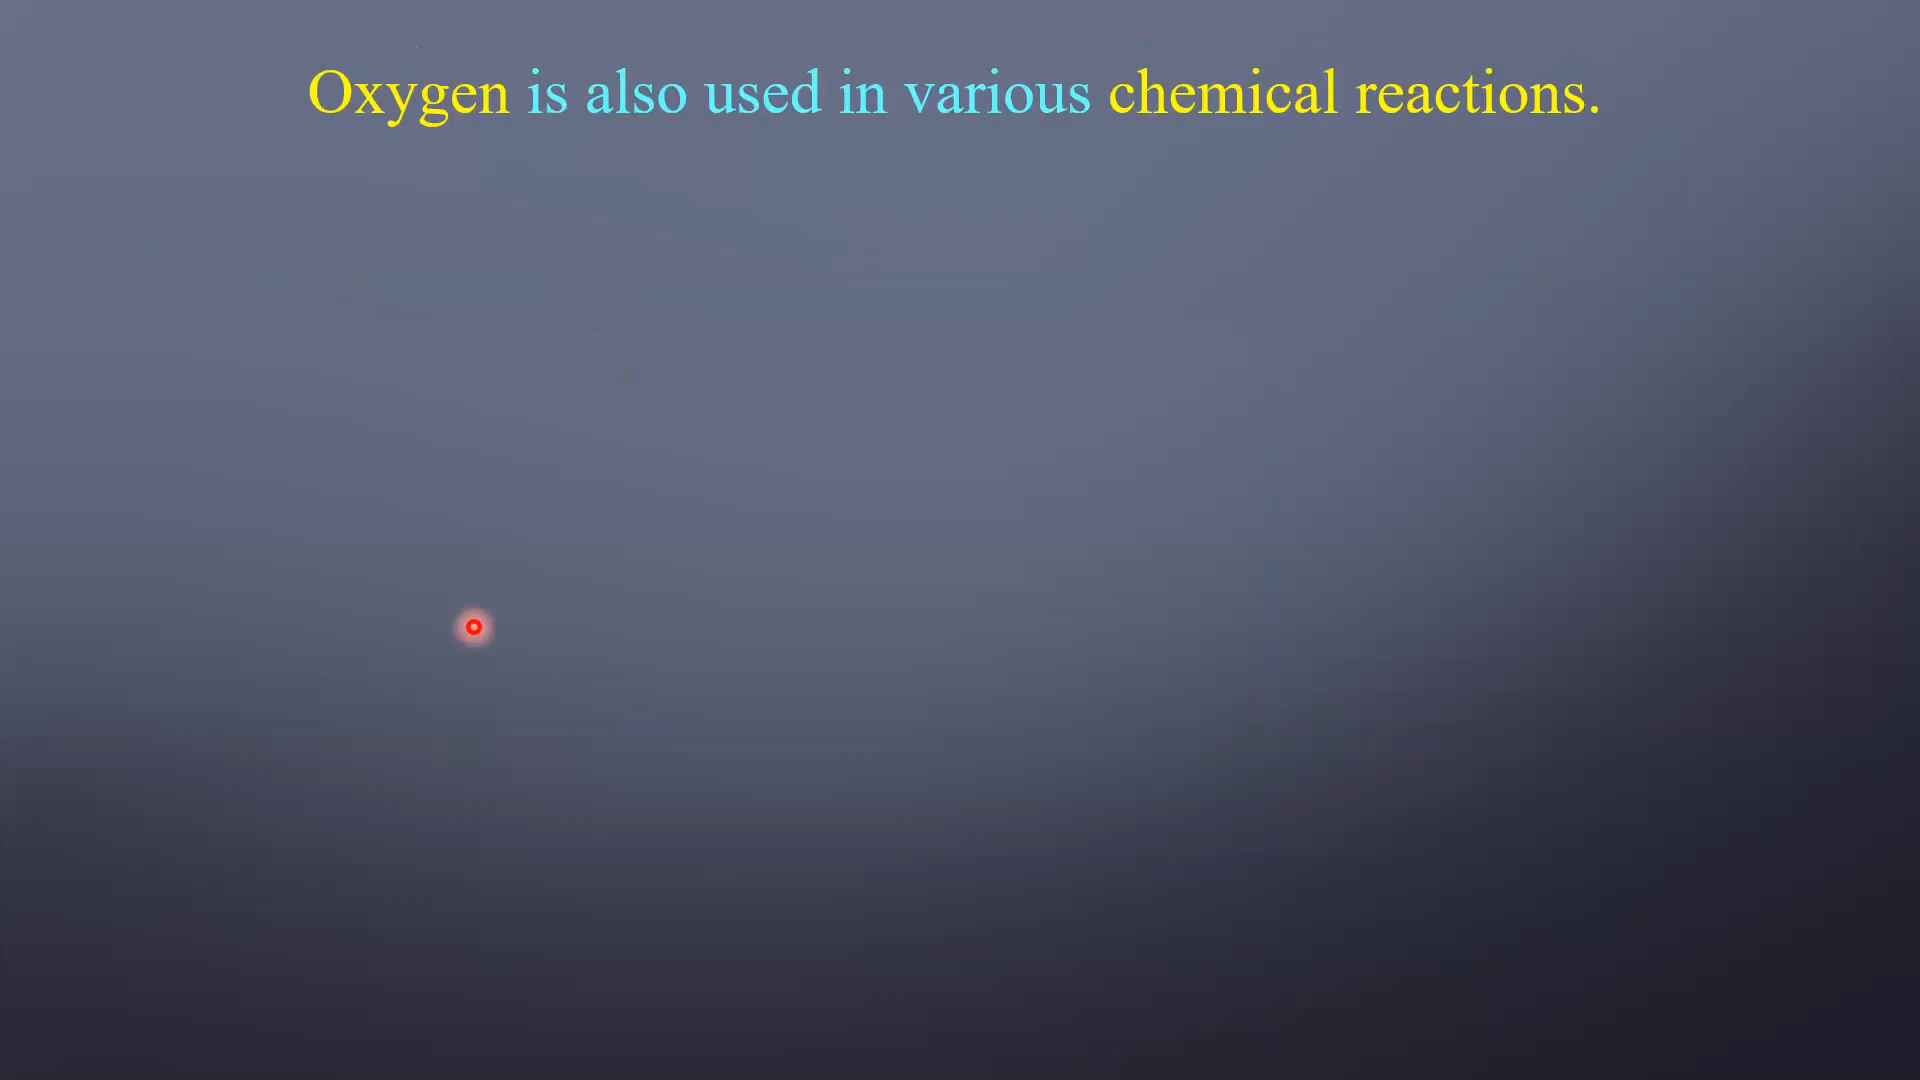 Oxygen is also used in various chemical reactions.